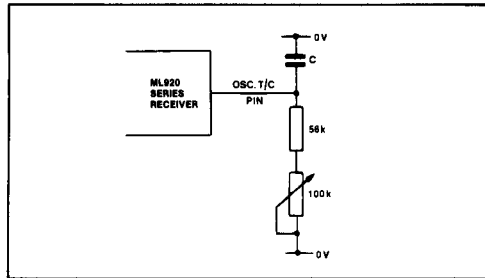 0V
C
ML920
SERIES
RECEIVER
OSC. T/C
PIN
56k
100k
0V